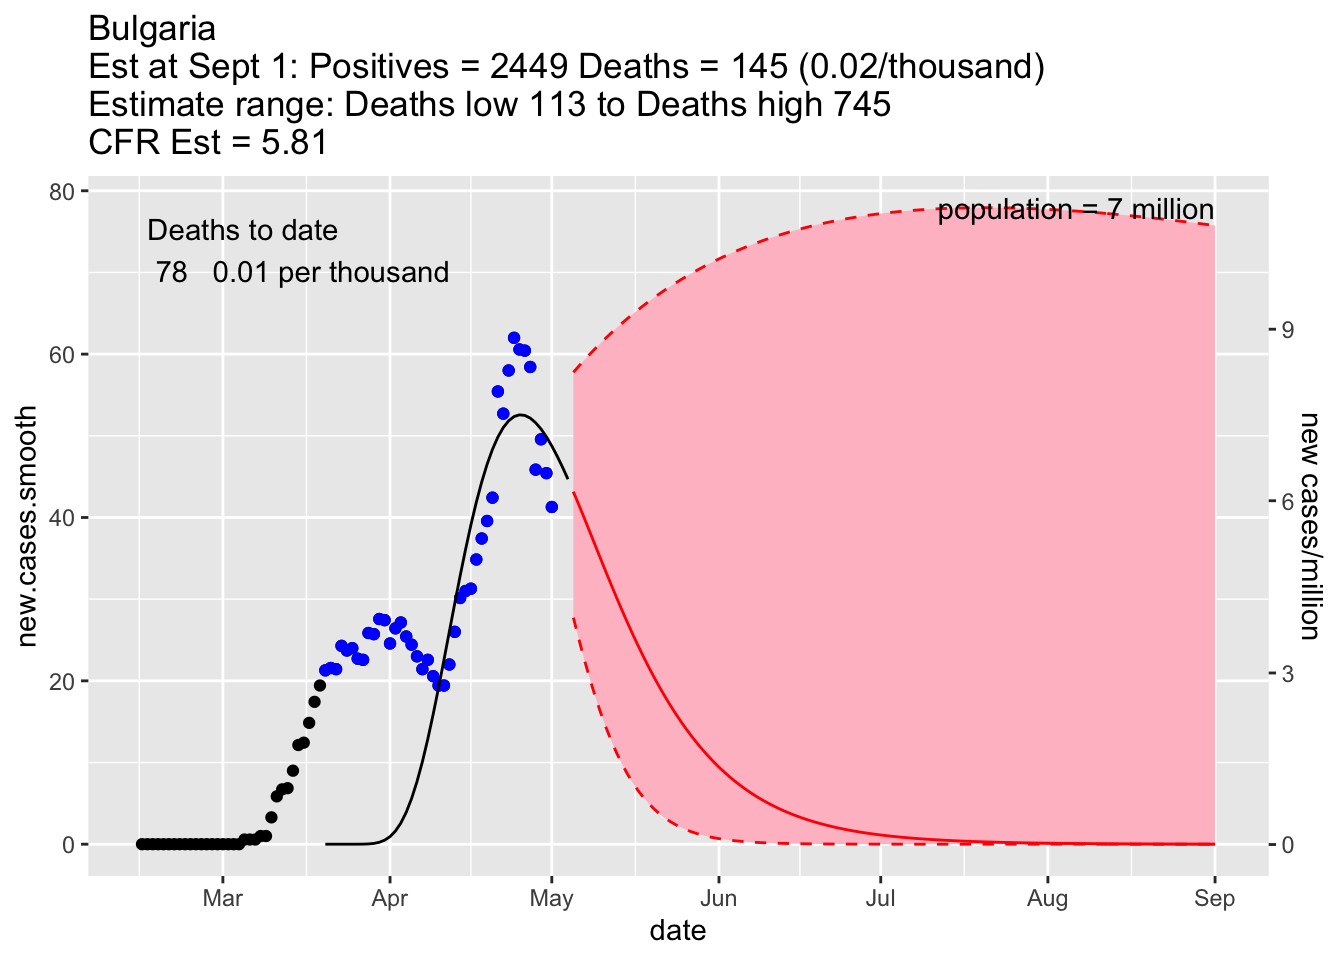 Bulgaria
Est at Sept 1: Positives = 2449 Deaths = 145 (0.02/thousand)
Estimate range: Deaths low 113 to Deaths high 745
CFR Est = 5.81
80
60
40
20
0
new.cases.smooth
Deaths to date
78 0.01 per thousand
population = 7 million
9
6
3
0
new cases/million
Mar Apr May Jun Jul Aug Sep
date